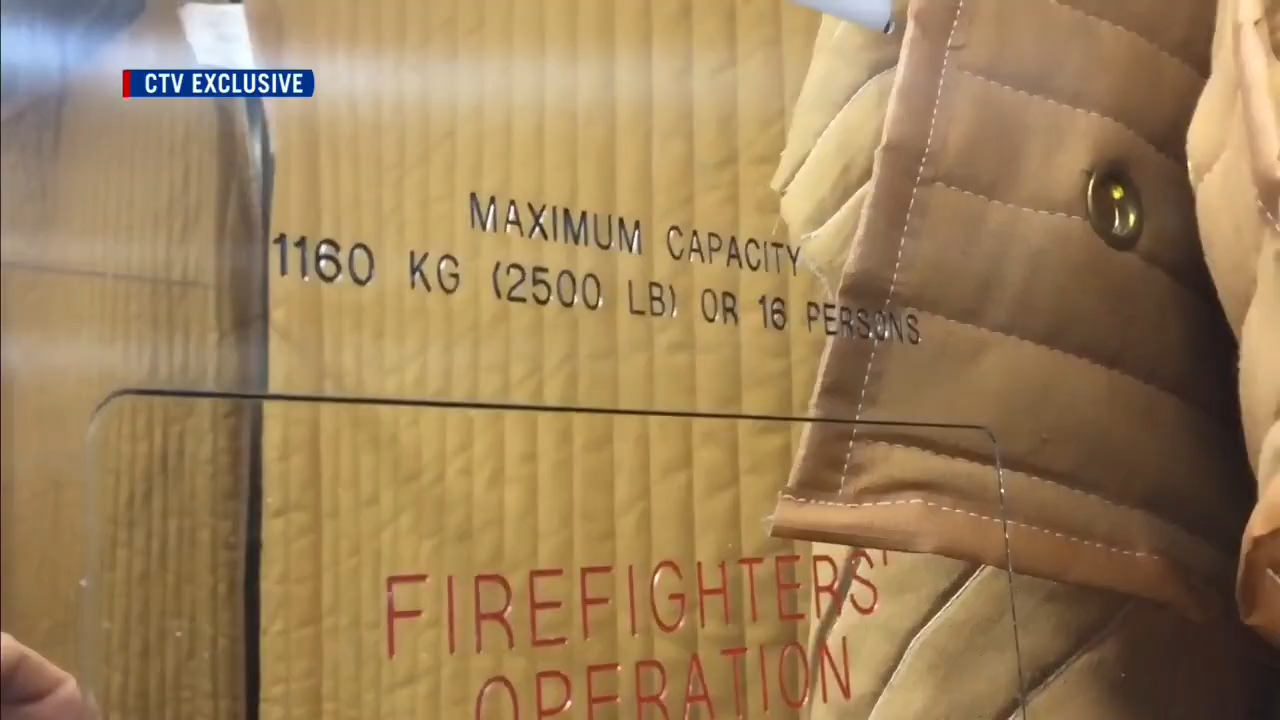 CTV EXCLUSIVE
MAXIMUM CAPACITY
1160 KG (2500 LB) OR 16 PERSONS
FIREFIGHTERS'
OPERATION